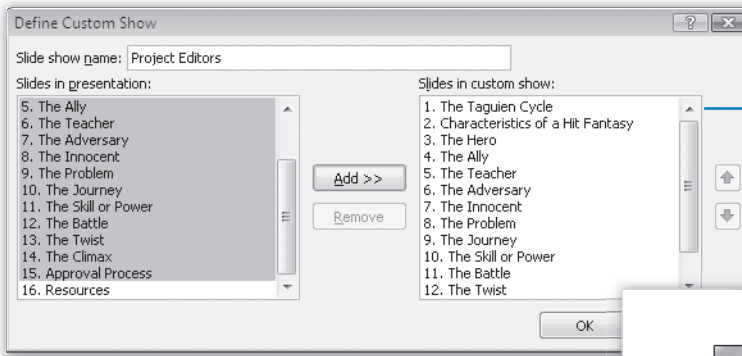 Define Custom Show
Slide show name: Project Editors
Slides in presentation:
5. The Ally
6. The Teacher
7. The Adversary
8. The Innocent
9. The Problem
10. The Journey
11. The Skill or Power
12. The Battle
13. The Twist
14. The Climax
15. Approval Process
16. Resources
Add >>
Remove
Slides in custom show:
1. The Taguien Cycle
2. Characteristics of a Hit Fantasy
3. The Hero
4. The Ally
5. The Teacher
6. The Adversary
7. The Innocent
8. The Problem
9. The Journey
10. The Skill or Power
11. The Battle
12. The Twist
OK